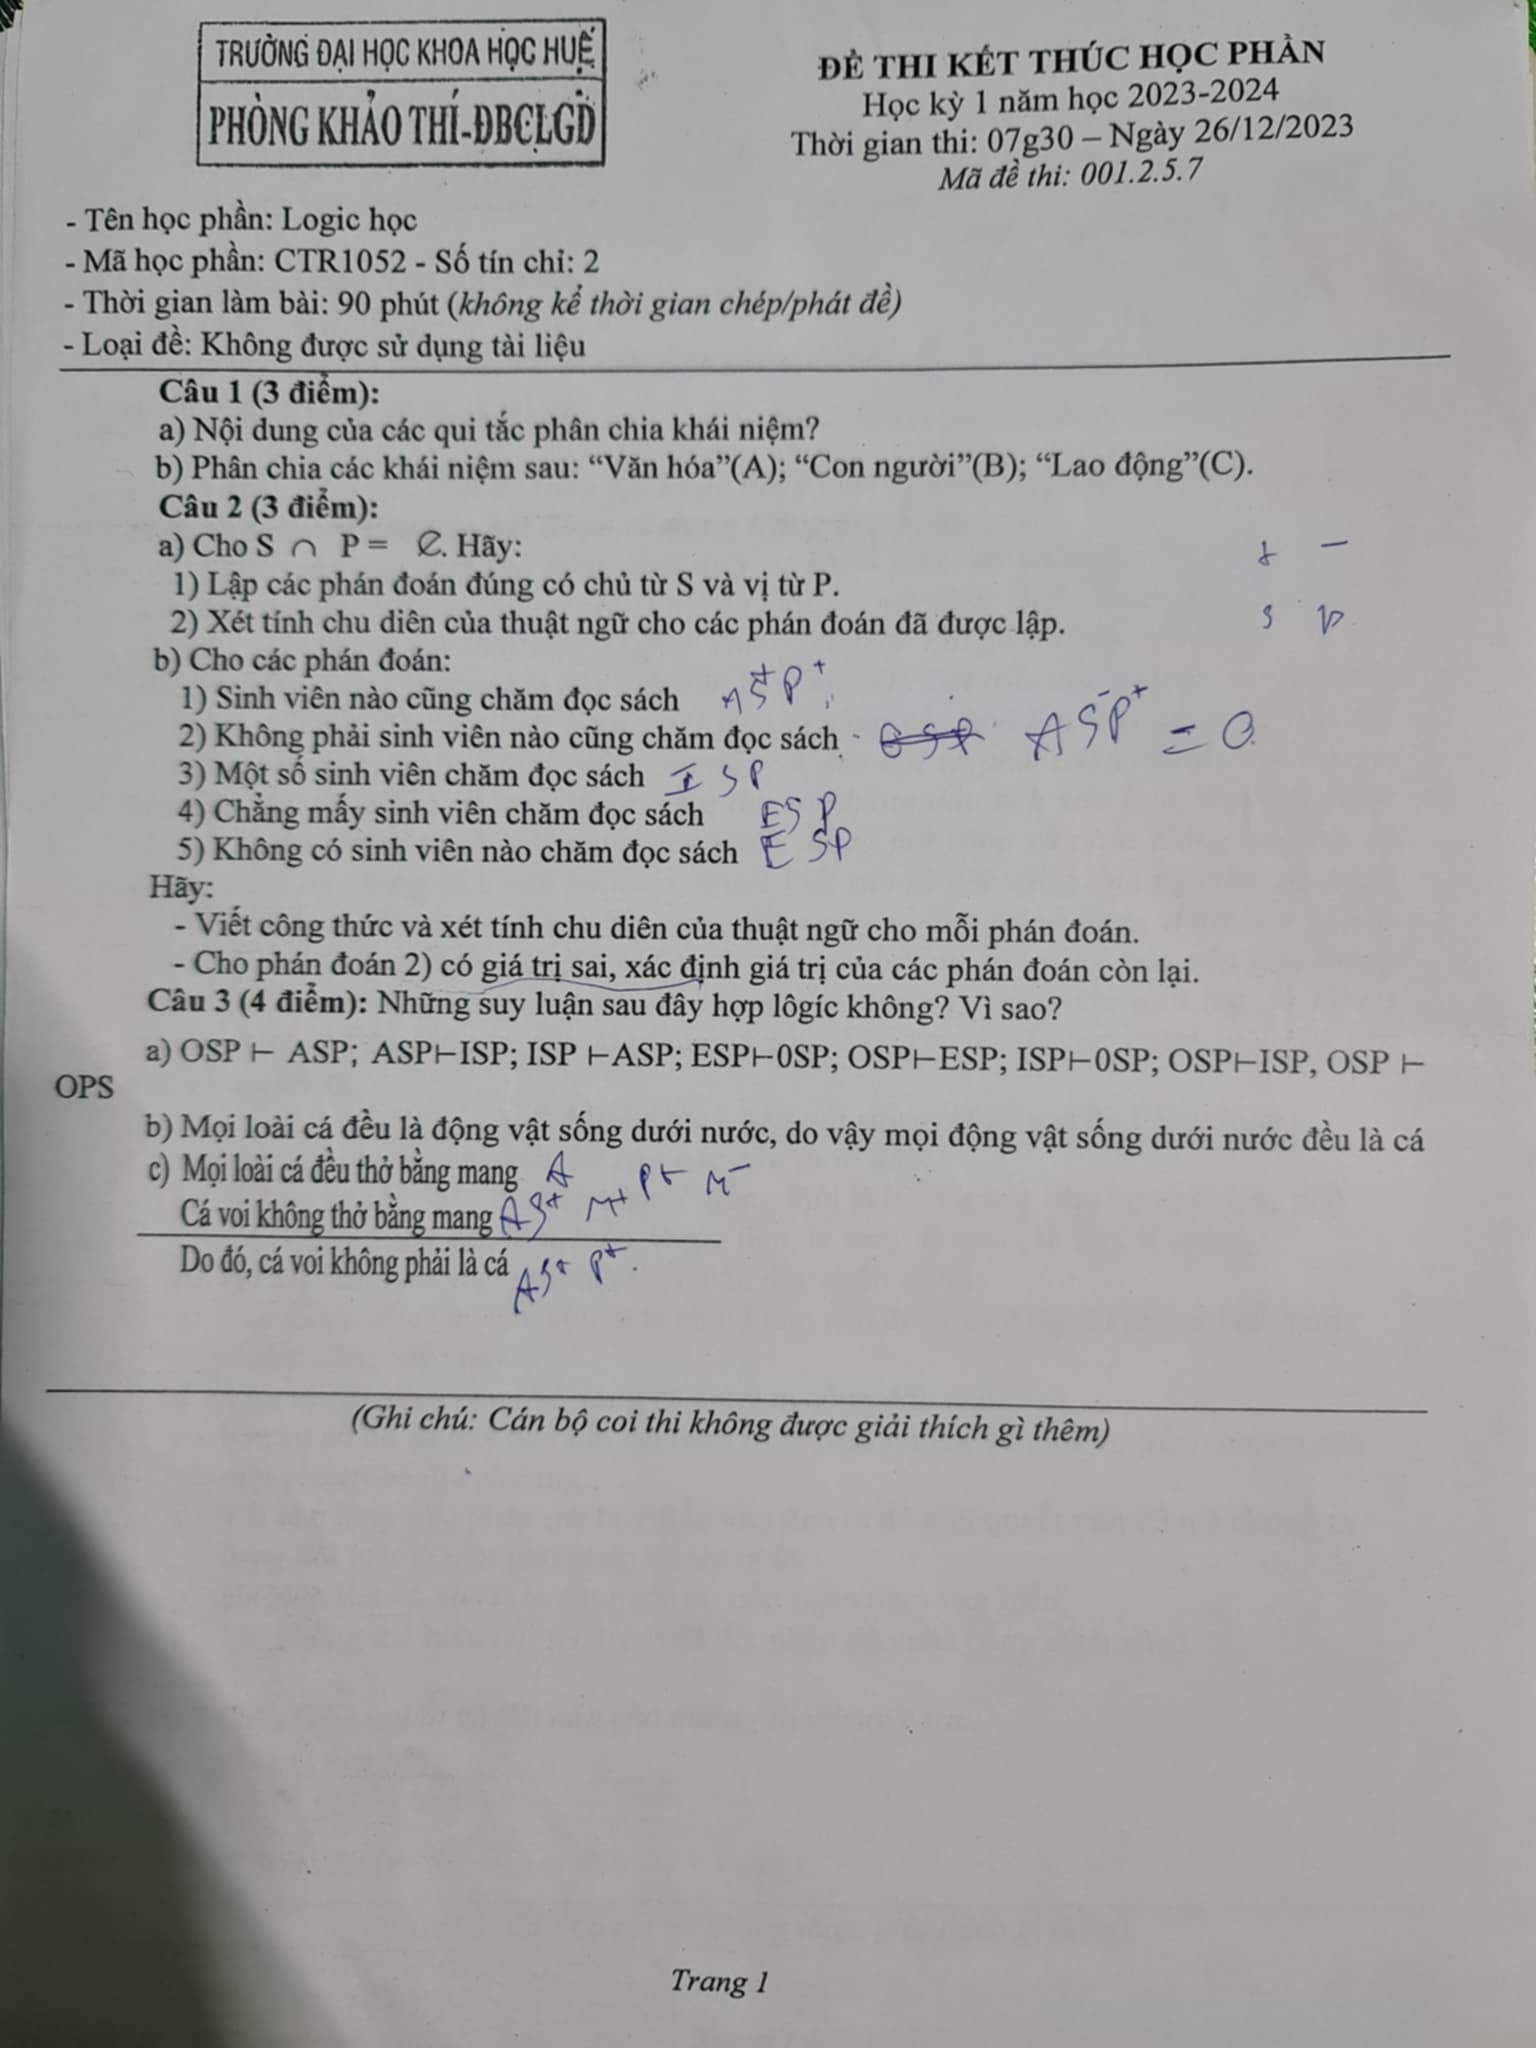 TRƯỜNG ĐẠI HỌC KHOA HỌC HUẾ
PHÒNG KHẢO THÍ-ĐBCLGD
ĐỀ THI KẾT THÚC HỌC PHẦN
Học kỳ 1 năm học 2023-2024
Thời gian thi: 07g30 – Ngày 26/12/2023
Mã đề thi: 001.2.5.7
- Tên học phần: Logic học
- Mã học phần: CTR1052 - Số tín chỉ: 2
- Thời gian làm bài: 90 phút (không kể thời gian chép/phát đề)
- Loại đề: Không được sử dụng tài liệu
Câu 1 (3 điểm):
a) Nội dung của các qui tắc phân chia khái niệm?
b) Phân chia các khái niệm sau: “Văn hóa”(A); “Con người”(B); “Lao động”(C).
Câu 2 (3 điểm):
a) Cho S ∩ P = . Hãy:
1) Lập các phán đoán đúng có chủ từ S và vị từ P.
2) Xét tính chu diên của thuật ngữ cho các phán đoán đã được lập. S P
b) Cho các phán đoán:
1) Sinh viên nào cũng chăm đọc sách AS+P+
2) Không phải sinh viên nào cũng chăm đọc sách ASˉP+ =
3) Một số sinh viên chăm đọc sách ISP
4) Chẳng mấy sinh viên chăm đọc sách ESP
5) Không có sinh viên nào chăm đọc sách ESP
Hãy:
- Viết công thức và xét tính chu diên của thuật ngữ cho mỗi phán đoán.
- Cho phán đoán 2) có giá trị sai, xác định giá trị của các phán đoán còn lại.
Câu 3 (4 điểm): Những suy luận sau đây hợp lôgíc không? Vì sao?
a) OSP ⊢ ASP; ASP⊢ISP; ISP ⊢ASP; ESP⊢0SP; OSP⊢ESP; ISP⊢0SP; OSP⊢ISP, OSP ⊢
OPS
b) Mọi loài cá đều là động vật sống dưới nước, do vậy mọi động vật sống dưới nước đều là cá
c) Mọi loài cá đều thở bằng mang A P+ Mˉ
Cá voi không thở bằng mang AS+ M+
Do đó, cá voi không phải là cá AS+ P+
(Ghi chú: Cán bộ coi thi không được giải thích gì thêm)
Trang 1